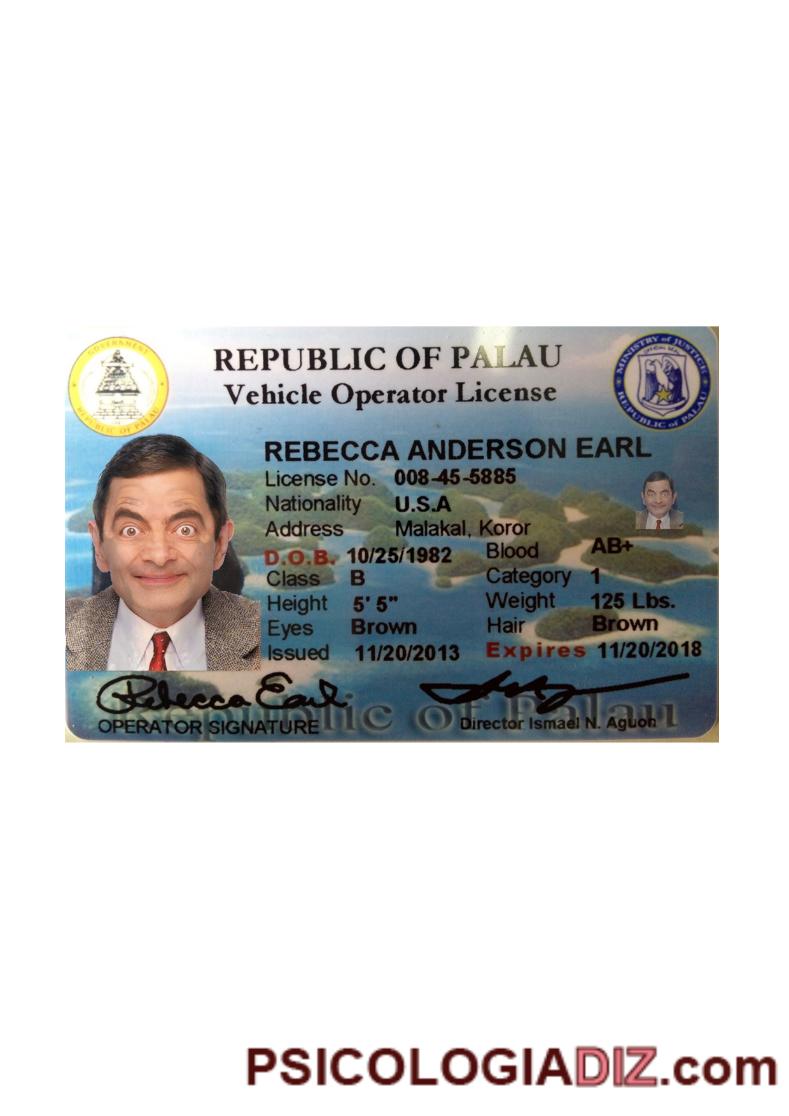 GOVERNMENT
REPUBLIC OF PALAU
REPUBLIC OF PALAU
Vehicle Operator License
MINISTRY of JUSTICE
REPUBLIC of PALAU
REBECCA ANDERSON EARL
License No. 008-45-5885
Nationality U.S.A
Address Malakal, Koror
D.O.B. 10/25/1982 Blood AB+
Class B Category 1
Height 5' 5" Weight 125 Lbs.
Eyes Brown Hair Brown
Issued 11/20/2013 Expires 11/20/2018
Rebecca Earl
OPERATOR SIGNATURE Director Ismael N. Aguon
Republic of Palau
PSICOLOGIADIZ.com